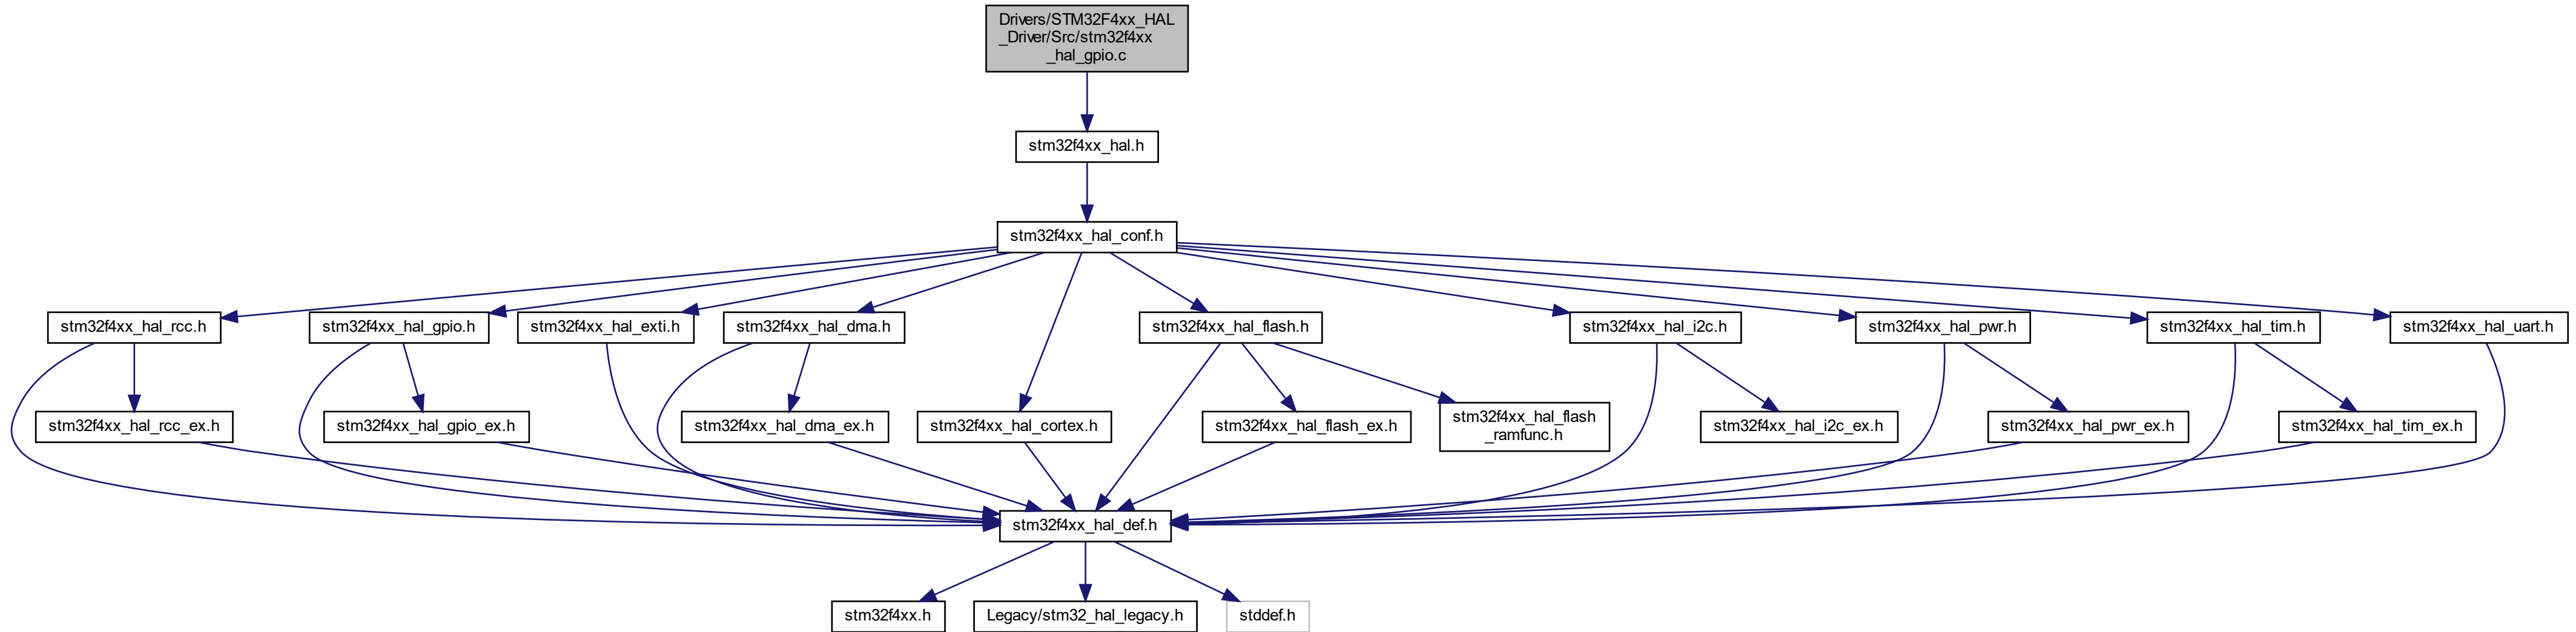 Drivers/STM32F4xx_HAL
_Driver/Src/stm32f4xx
_hal_gpio.c
stm32f4xx_hal.h
stm32f4xx_hal_conf.h
stm32f4xx_hal_rcc.h
stm32f4xx_hal_gpio.h
stm32f4xx_hal_exti.h
stm32f4xx_hal_dma.h
stm32f4xx_hal_flash.h
stm32f4xx_hal_i2c.h
stm32f4xx_hal_pwr.h
stm32f4xx_hal_tim.h
stm32f4xx_hal_uart.h
stm32f4xx_hal_rcc_ex.h
stm32f4xx_hal_gpio_ex.h
stm32f4xx_hal_dma_ex.h
stm32f4xx_hal_cortex.h
stm32f4xx_hal_flash_ex.h
stm32f4xx_hal_flash
_ramfunc.h
stm32f4xx_hal_i2c_ex.h
stm32f4xx_hal_pwr_ex.h
stm32f4xx_hal_tim_ex.h
stm32f4xx_hal_def.h
stm32f4xx.h
Legacy/stm32_hal_legacy.h
stddef.h